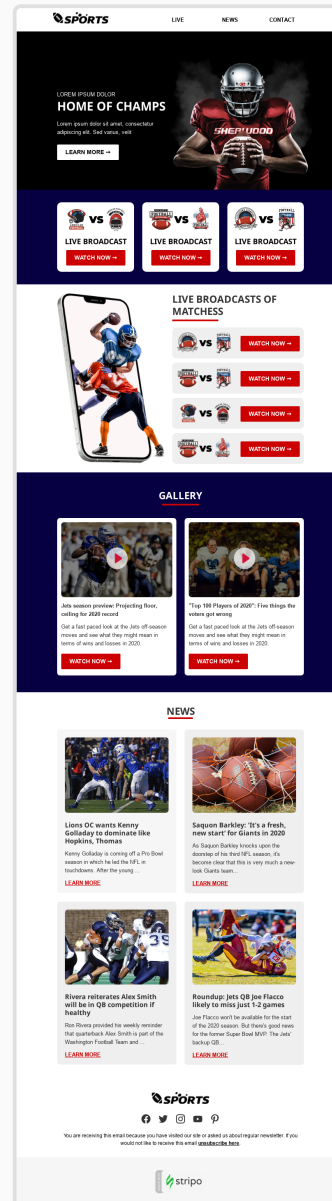 SPORTS
LIVE NEWS CONTACT
LOREM IPSUM DOLOR
HOME OF CHAMPS
Lorem ipsum dolor sit amet, consectetur
adipiscing elit. Sed varius, velit
LEARN MORE →
SHERWOOD
VS VS VS
LIVE BROADCAST LIVE BROADCAST LIVE BROADCAST
WATCH NOW → WATCH NOW → WATCH NOW →
LIVE BROADCASTS OF
MATCHESS
VS WATCH NOW →
VS WATCH NOW →
VS WATCH NOW →
VS WATCH NOW →
GALLERY
Jets season preview: Projecting floor,
ceiling for 2020 record
Get a fast paced look at the Jets off-season
moves and see what they might mean in
terms of wins and losses in 2020.
WATCH NOW →
"Top 100 Players of 2020": Five things the
voters got wrong
Get a fast paced look at the Jets off-season
moves and see what they might mean in
terms of wins and losses in 2020.
WATCH NOW →
NEWS
Lions OC wants Kenny
Golladay to dominate like
Hopkins, Thomas
Kenny Golladay is coming off a Pro Bowl
season in which he led the NFL in
touchdowns. After the young ...
LEARN MORE
Saquon Barkley: 'It's a fresh,
new start' for Giants in 2020
As Saquon Barkley knocks upon the
doorstep of his third NFL season, it's
become clear that this is very much a new-
look Giants team...
LEARN MORE
Rivera reiterates Alex Smith
will be in QB competition if
healthy
Ron Rivera provided his weekly reminder
that quarterback Alex Smith is part of the
Washington Football Team and ...
LEARN MORE
Roundup: Jets QB Joe Flacco
likely to miss just 1-2 games
Joe Flacco won't be available for the start
of the 2020 season. But there's good news
for the former Super Bowl MVP. The Jets'
backup QB...
LEARN MORE
SPORTS
You are receiving this email because you have visited our site or asked us about regular newsletter. If you
would not like to receive this email unsubscribe here.
stripo